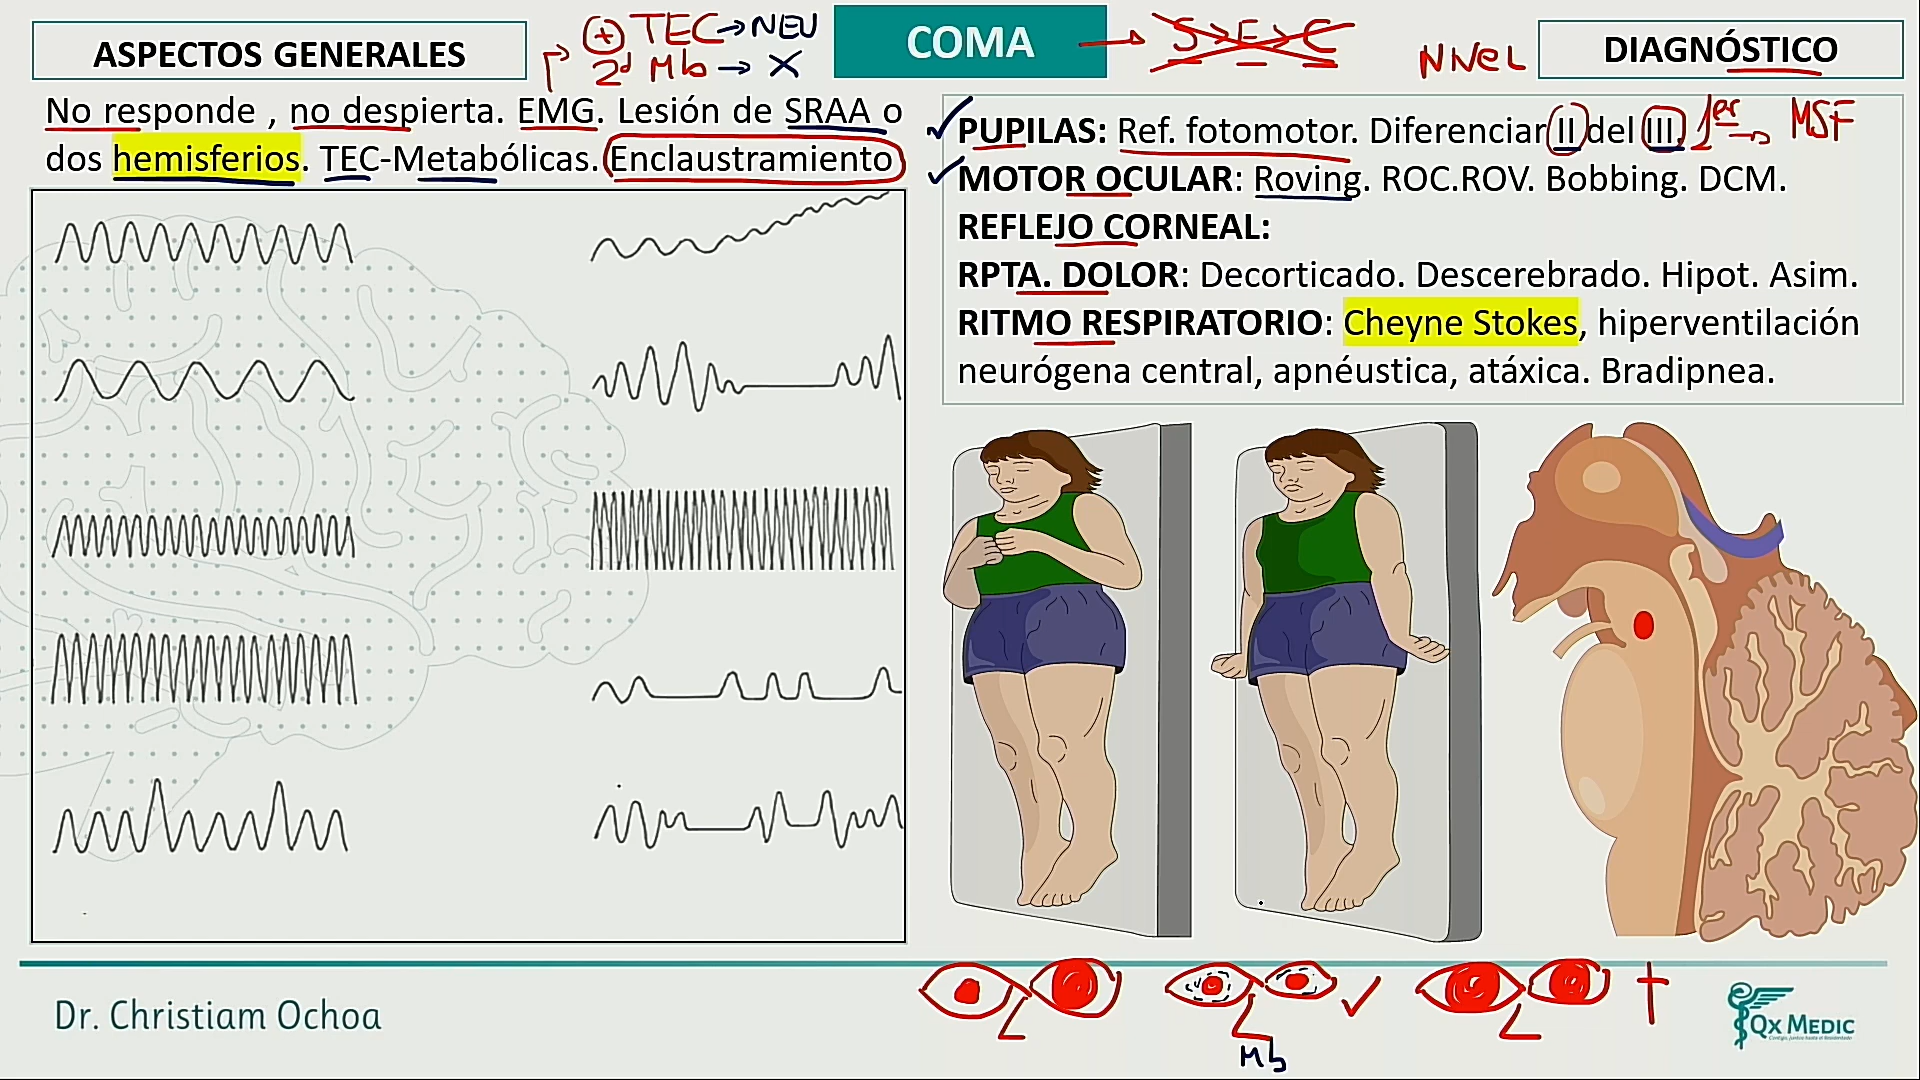 ASPECTOS GENERALES
(+) TEC → NEU
2d Mb → X
COMA
→ S > E > C
NIVEL
DIAGNÓSTICO
No responde , no despierta. EMG. Lesión de SRAA o
dos hemisferios. TEC-Metabólicas. Enclaustramiento
PUPILAS: Ref. fotomotor. Diferenciar II del III. 1er → MSF
MOTOR OCULAR: Roving. ROC.ROV. Bobbing. DCM.
REFLEJO CORNEAL:
RPTA. DOLOR: Decorticado. Descerebrado. Hipot. Asim.
RITMO RESPIRATORIO: Cheyne Stokes, hiperventilación
neurógena central, apnéustica, atáxica. Bradipnea.
Dr. Christiam Ochoa
Mb
Qx MEDIC